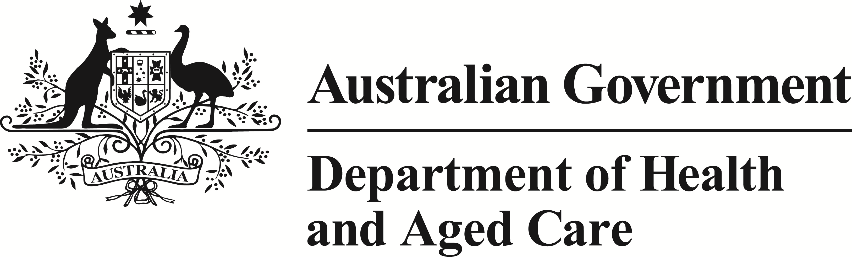 AUSTRALIA
Australian Government
Department of Health
and Aged Care